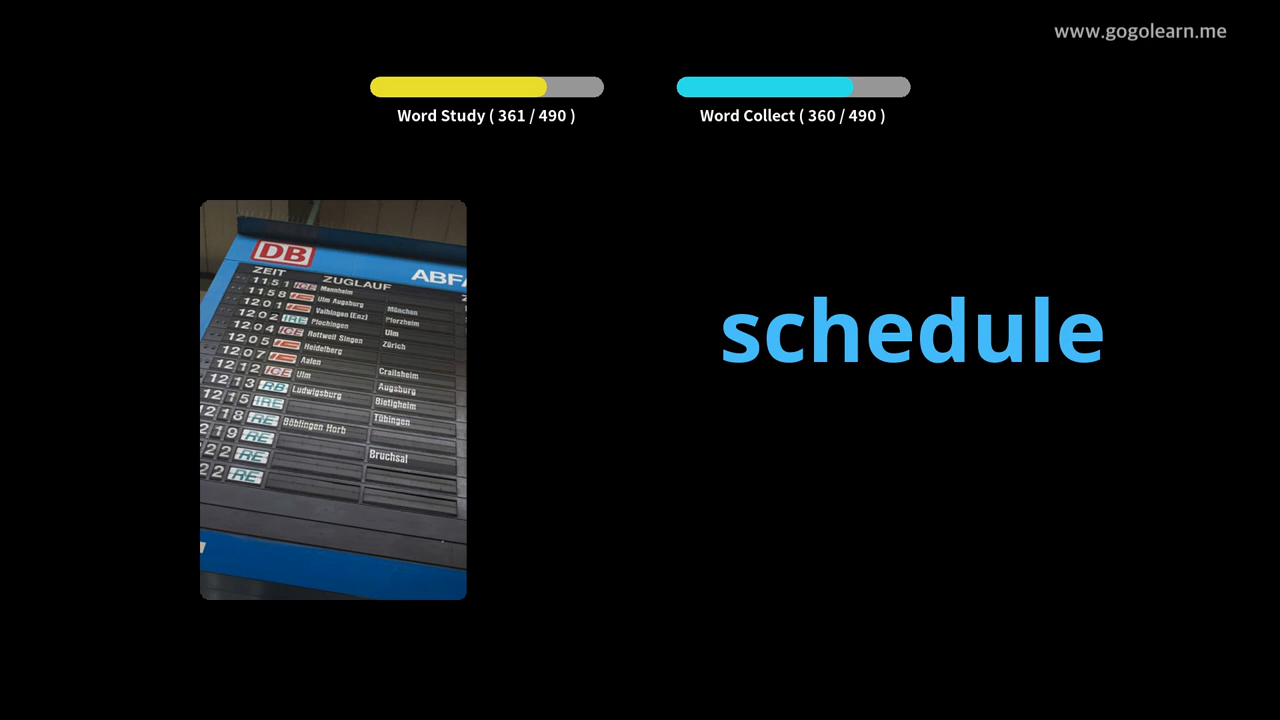 www.gogolearn.me
Word Study ( 361 / 490 )
Word Collect ( 360 / 490 )
schedule
DB
ABFA
ZEIT ZUGLAUF
1151 ICE Mannheim
1158 Ulm Augsburg München
1201 Vaihingen (Enz) Pforzheim
1202 IRE Plochingen Ulm
1204 ICE Rottweil Singen Zürich
1205 Heidelberg
1207 Aalen Crailsheim
1212 ICE Ulm Augsburg
1213 RB Ludwigsburg Bietigheim
1215 IRE Tübingen
1218 RE Böblingen Horb
219 RE
22 RE Bruchsal
22 RE